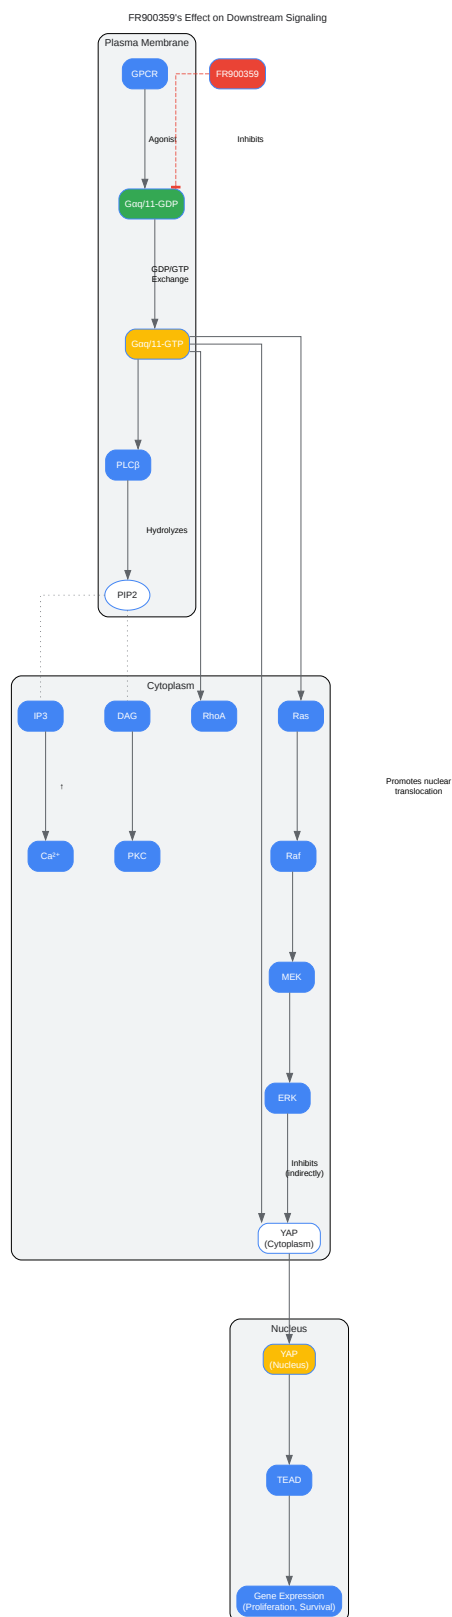 FR900359's Effect on Downstream Signaling
Plasma Membrane
GPCR
FR900359
Agonist
Inhibits
Gαq/11-GDP
GDP/GTP
Exchange
Gαq/11-GTP
PLCβ
Hydrolyzes
PIP2
Cytoplasm
IP3
DAG
RhoA
Ras
↑
Promotes nuclear
translocation
Ca²⁺
PKC
Raf
MEK
ERK
Inhibits
(indirectly)
YAP
(Cytoplasm)
Nucleus
YAP
(Nucleus)
TEAD
Gene Expression
(Proliferation, Survival)